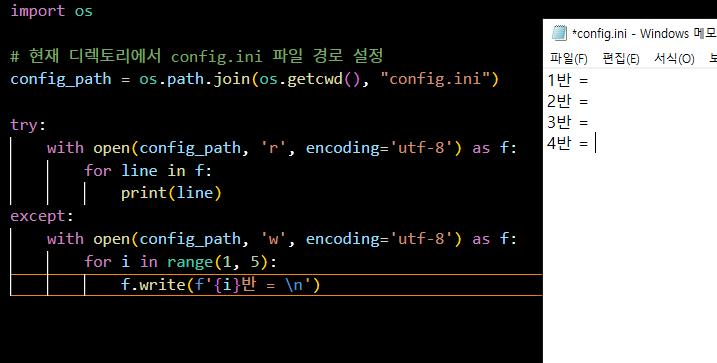 import os
# 현재 디렉토리에서 config.ini 파일 경로 설정
config_path = os.path.join(os.getcwd(), "config.ini")
try:
    with open(config_path, 'r', encoding='utf-8') as f:
        for line in f:
            print(line)
except:
    with open(config_path, 'w', encoding='utf-8') as f:
        for i in range(1, 5):
            f.write(f'{i}반 = \n')
*config.ini - Windows 메모
파일(F) 편집(E) 서식(O)
1반 =
2반 =
3반 =
4반 =